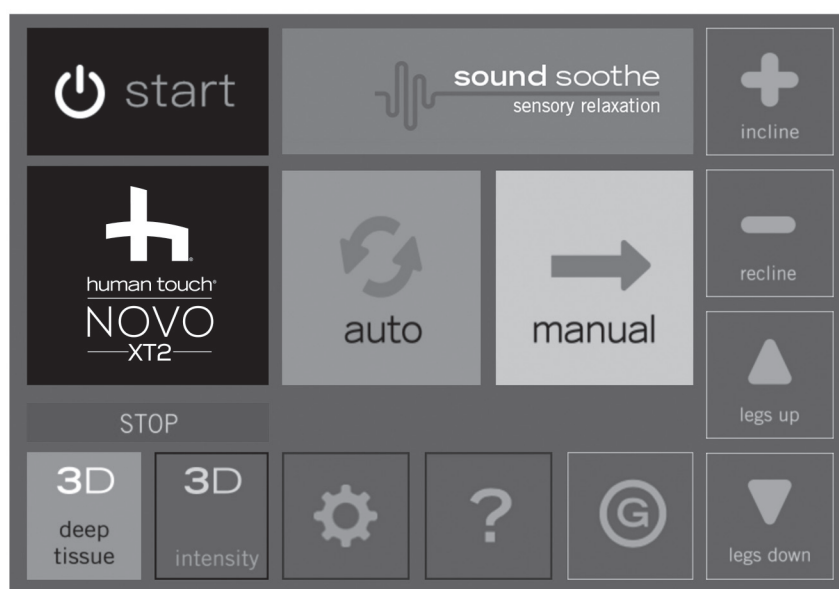 start
sound soothe
sensory relaxation
incline
human touch®
NOVO
XT2
auto
manual
recline
STOP
legs up
3D
deep
tissue
3D
intensity
?
G
legs down